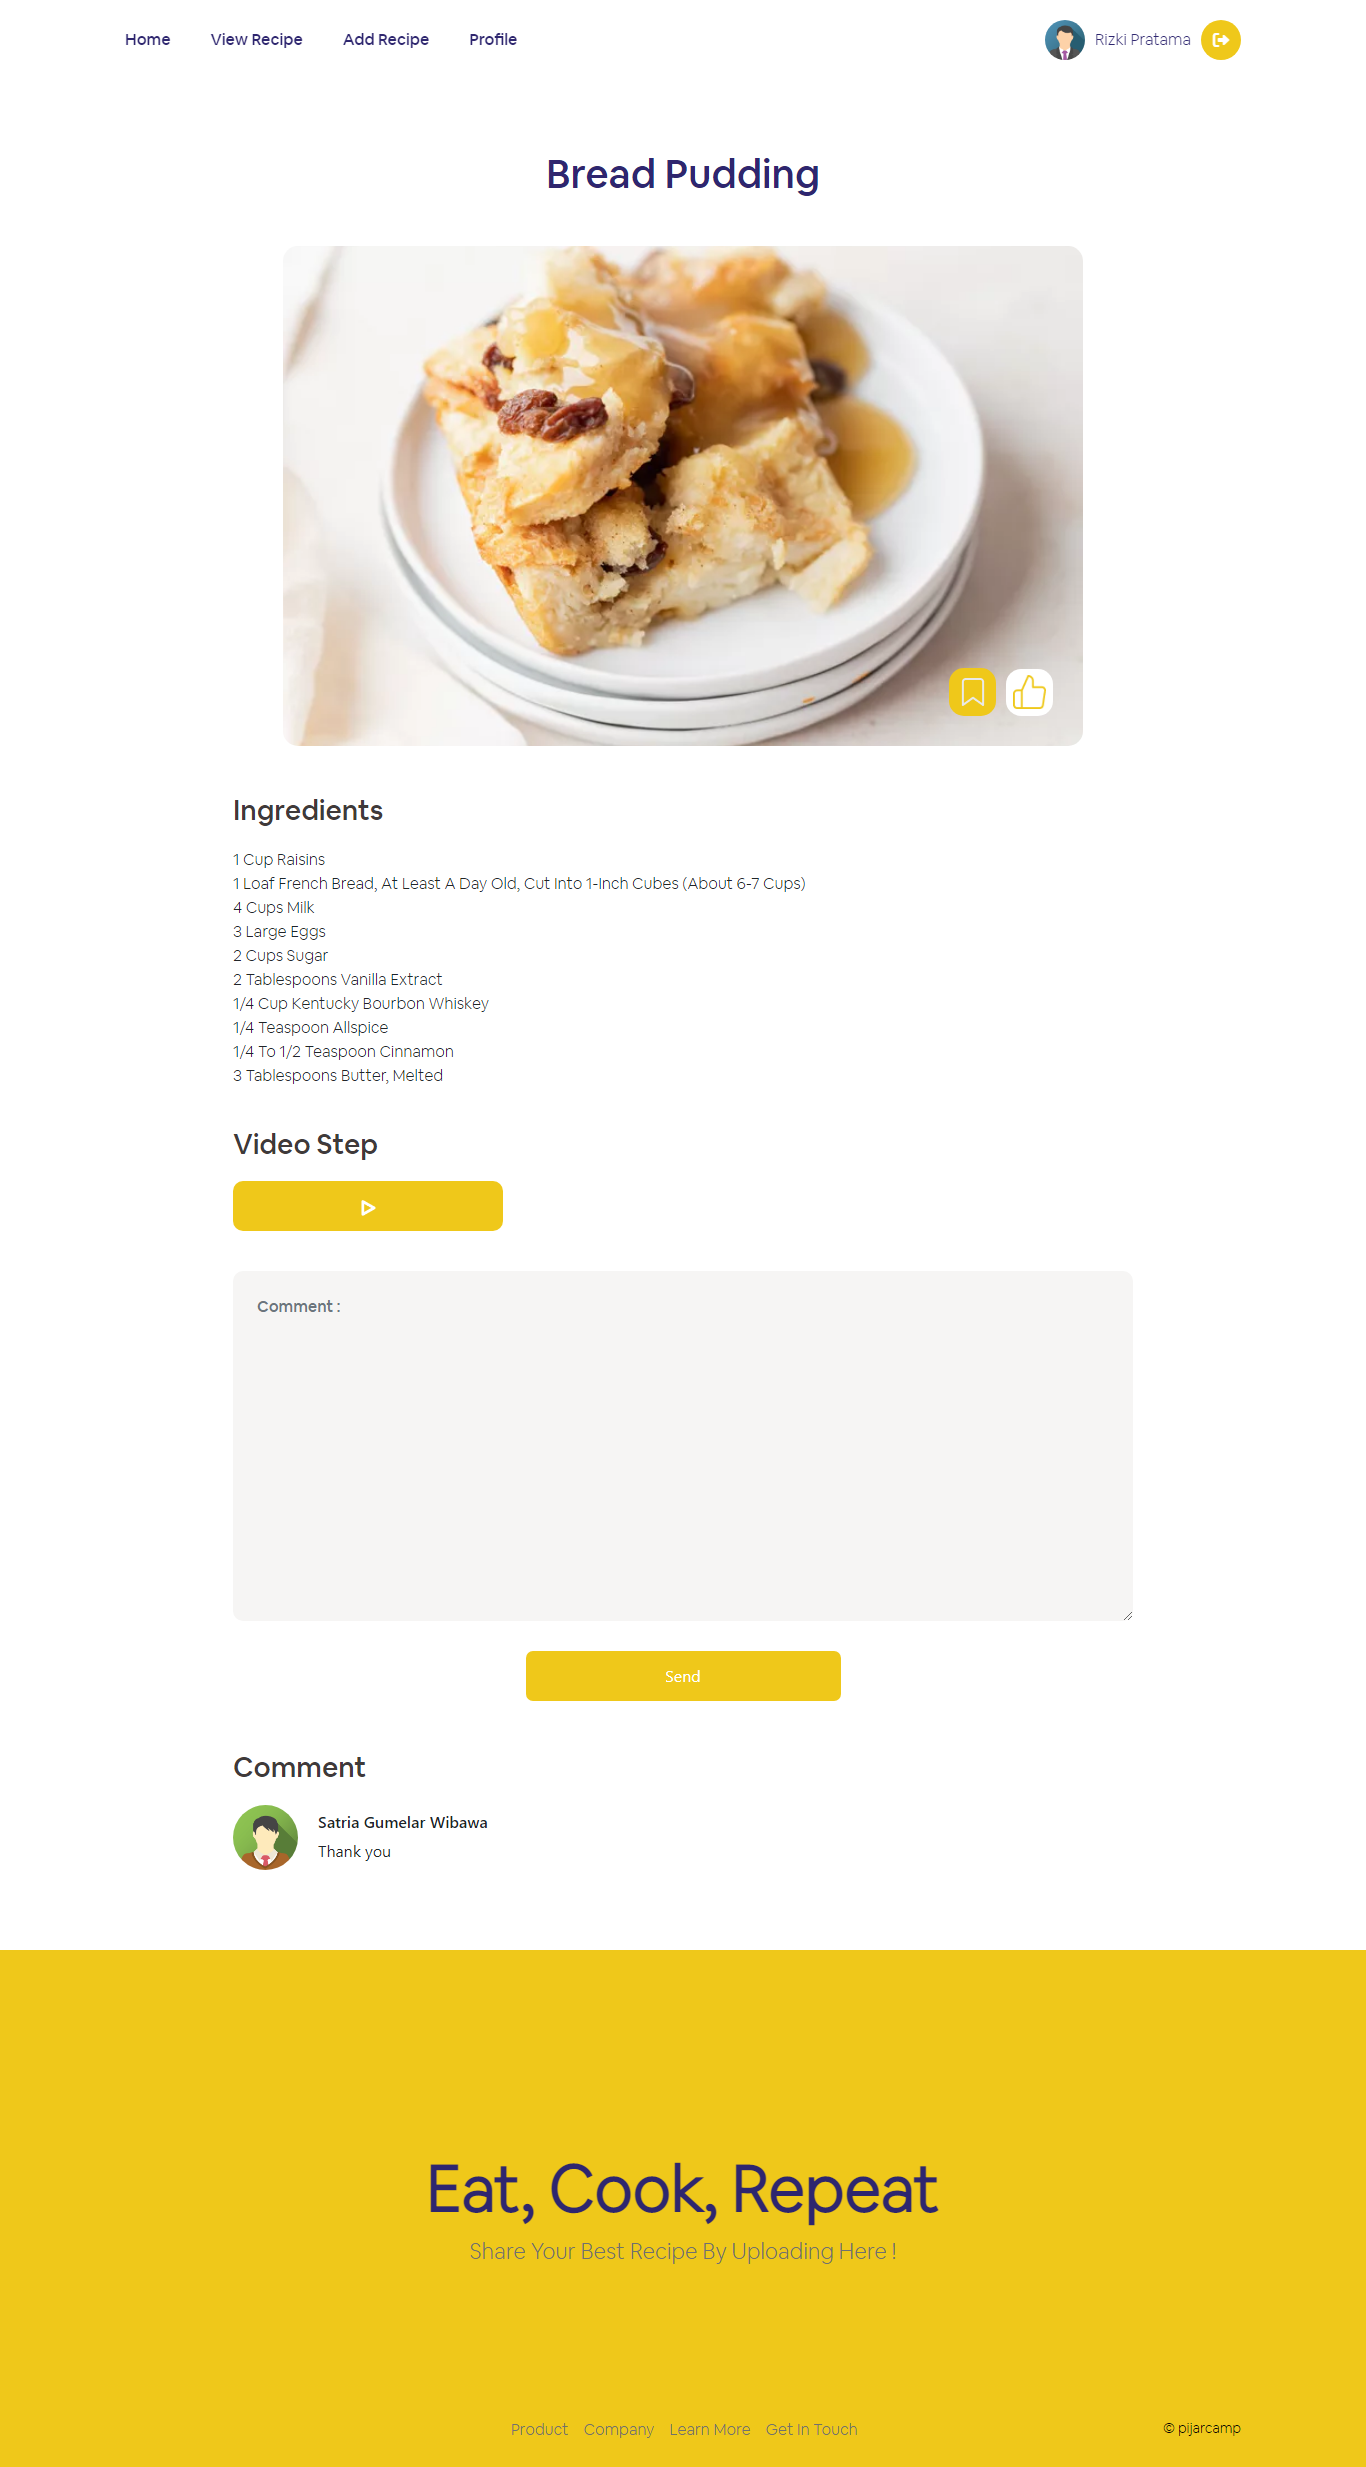 Home
View Recipe
Add Recipe
Profile
Rizki Pratama
Bread Pudding
Ingredients
1 Cup Raisins
1 Loaf French Bread, At Least A Day Old, Cut Into 1-Inch Cubes (About 6-7 Cups)
4 Cups Milk
3 Large Eggs
2 Cups Sugar
2 Tablespoons Vanilla Extract
1/4 Cup Kentucky Bourbon Whiskey
1/4 Teaspoon Allspice
1/4 To 1/2 Teaspoon Cinnamon
3 Tablespoons Butter, Melted
Video Step
Comment :
Send
Comment
Satria Gumelar Wibawa
Thank you
Eat, Cook, Repeat
Share Your Best Recipe By Uploading Here !
Product
Company
Learn More
Get In Touch
© pijarcamp